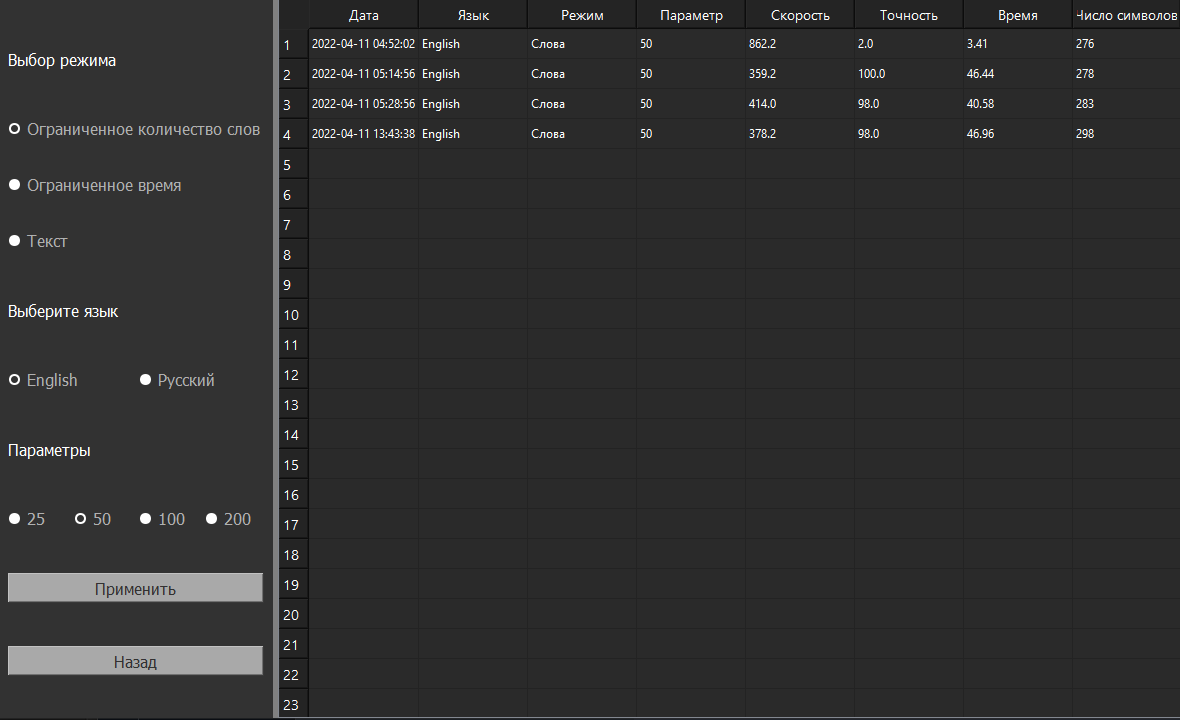 Выбор режима
Ограниченное количество слов
Ограниченное время
Текст
Выберите язык
English Русский
Параметры
25 50 100 200
Применить
Назад
Дата Язык Режим Параметр Скорость Точность Время Число символов
1 2022-04-11 04:52:02 English Слова 50 862.2 2.0 3.41 276
2 2022-04-11 05:14:56 English Слова 50 359.2 100.0 46.44 278
3 2022-04-11 05:28:56 English Слова 50 414.0 98.0 40.58 283
4 2022-04-11 13:43:38 English Слова 50 378.2 98.0 46.96 298
5
6
7
8
9
10
11
12
13
14
15
16
17
18
19
20
21
22
23